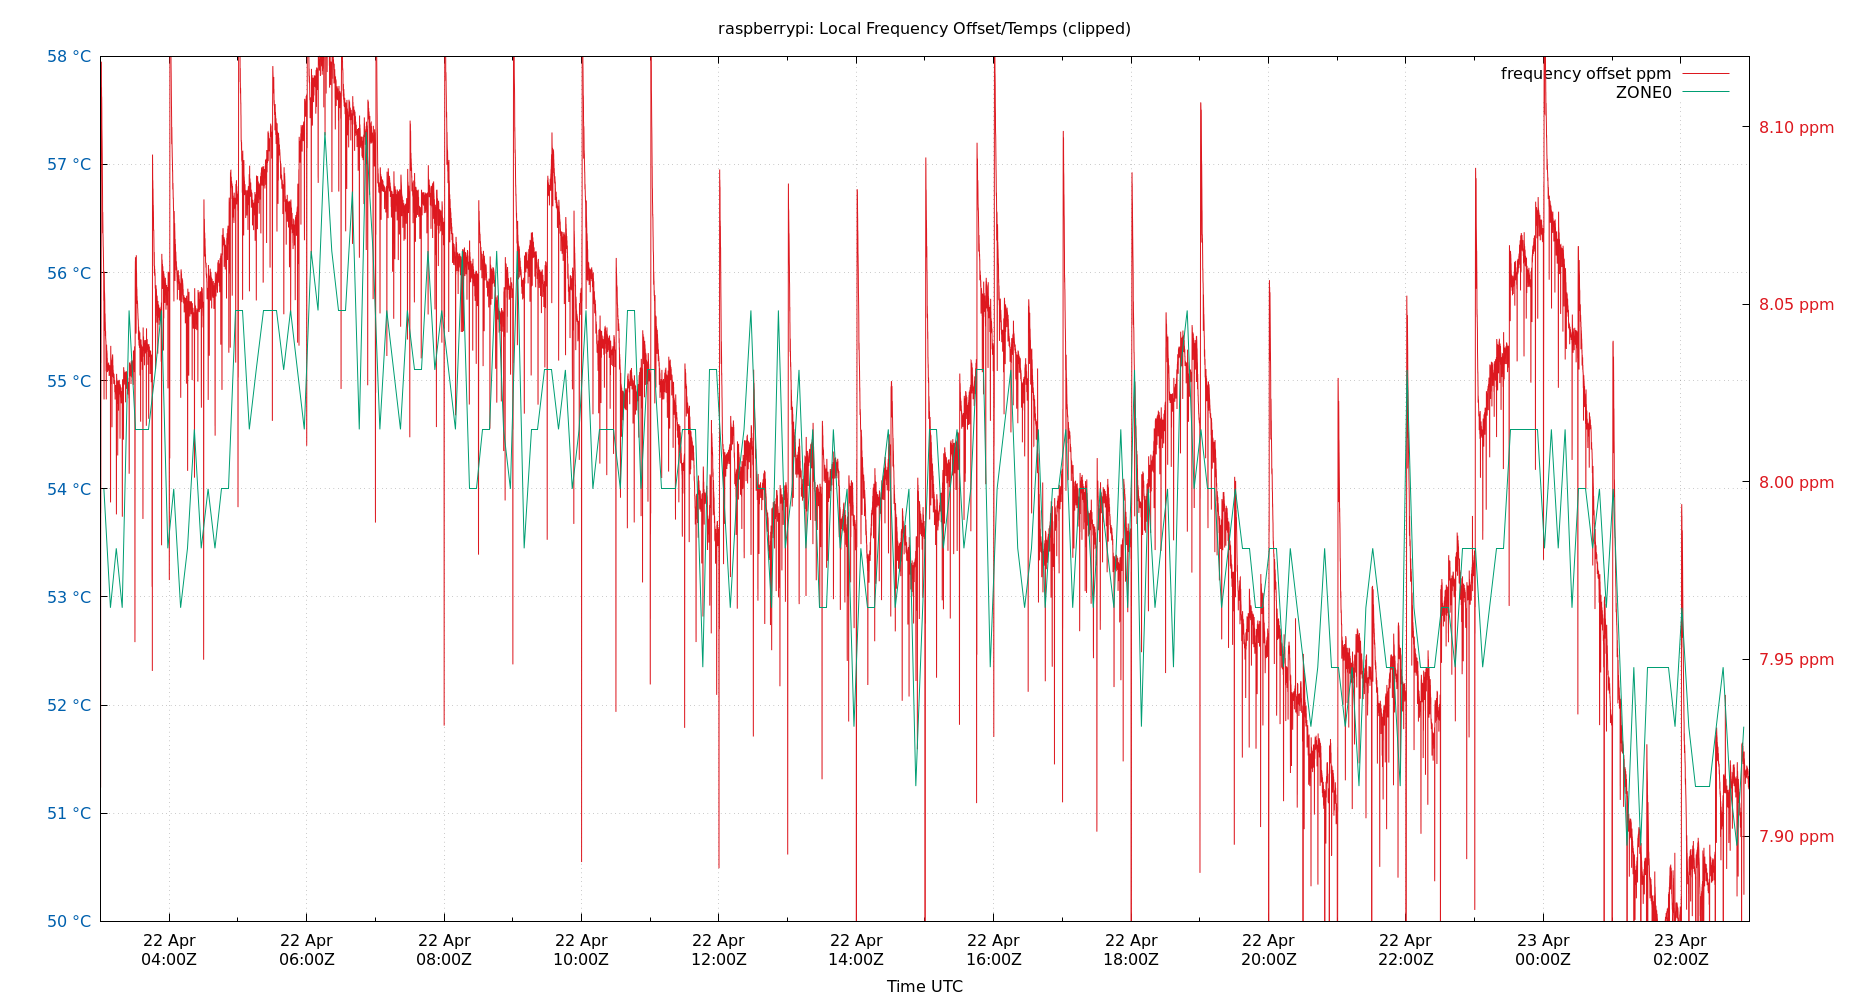 raspberrypi: Local Frequency Offset/Temps (clipped)
frequency offset ppm
ZONE0
58 °C
57 °C
56 °C
55 °C
54 °C
53 °C
52 °C
51 °C
50 °C
8.10 ppm
8.05 ppm
8.00 ppm
7.95 ppm
7.90 ppm
22 Apr 22 Apr 22 Apr 22 Apr 22 Apr 22 Apr 22 Apr 22 Apr 22 Apr 22 Apr 23 Apr 23 Apr
04:00Z 06:00Z 08:00Z 10:00Z 12:00Z 14:00Z 16:00Z 18:00Z 20:00Z 22:00Z 00:00Z 02:00Z
Time UTC